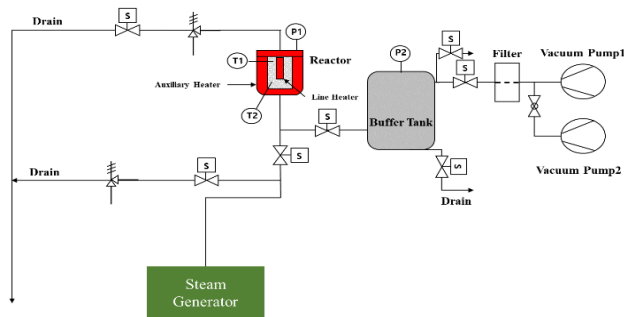 Drain
S
P1
T1
Reactor
Auxiliary Heater
T2
Line Heater
S
S
P2
S
S
Filter
Vacuum Pump1
Buffer Tank
Vacuum Pump2
S
Drain
Drain
S
Steam
Generator